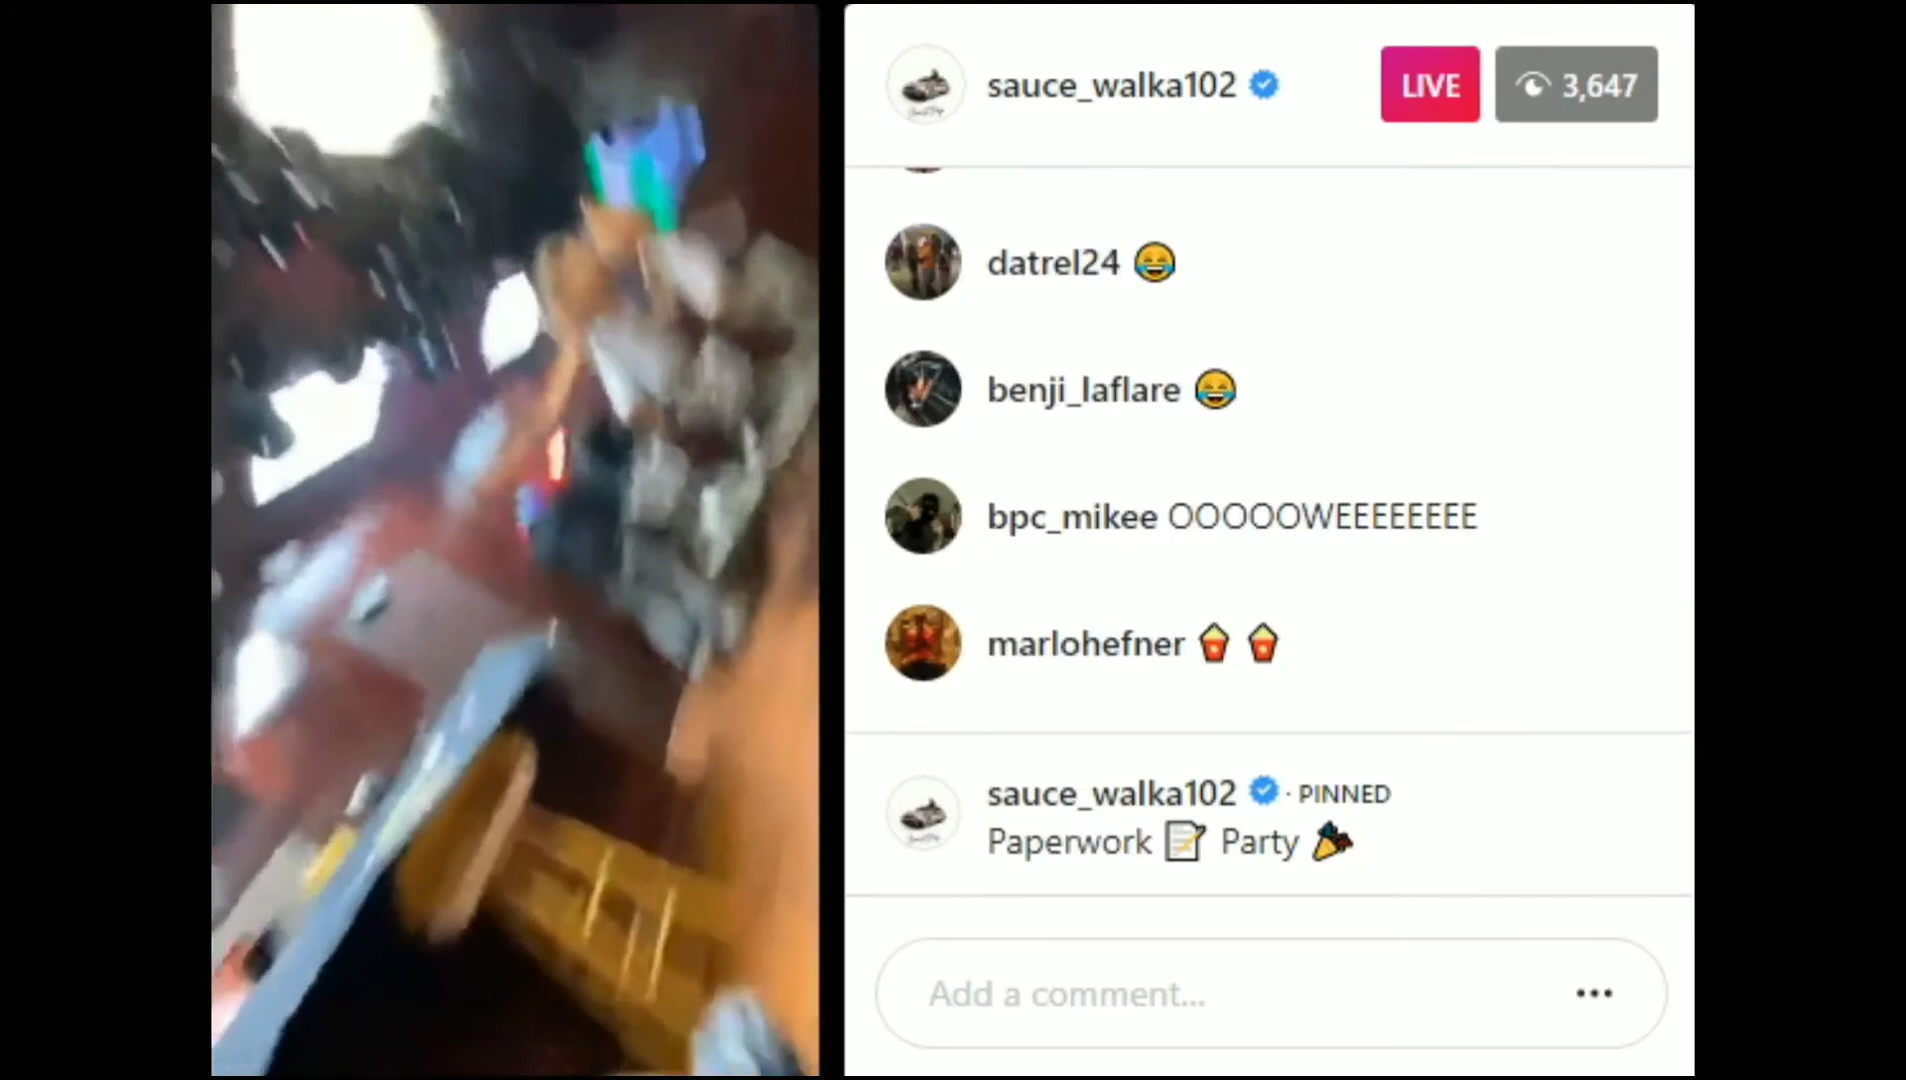 sauce_walka102
LIVE
3,647
datrel24 😂
benji_laflare 😂
bpc_mikee OOOOOWEEEEEEEE
marlohefner 🍿 🍿
sauce_walka102 · PINNED
Paperwork 📝 Party 🎉
Add a comment...